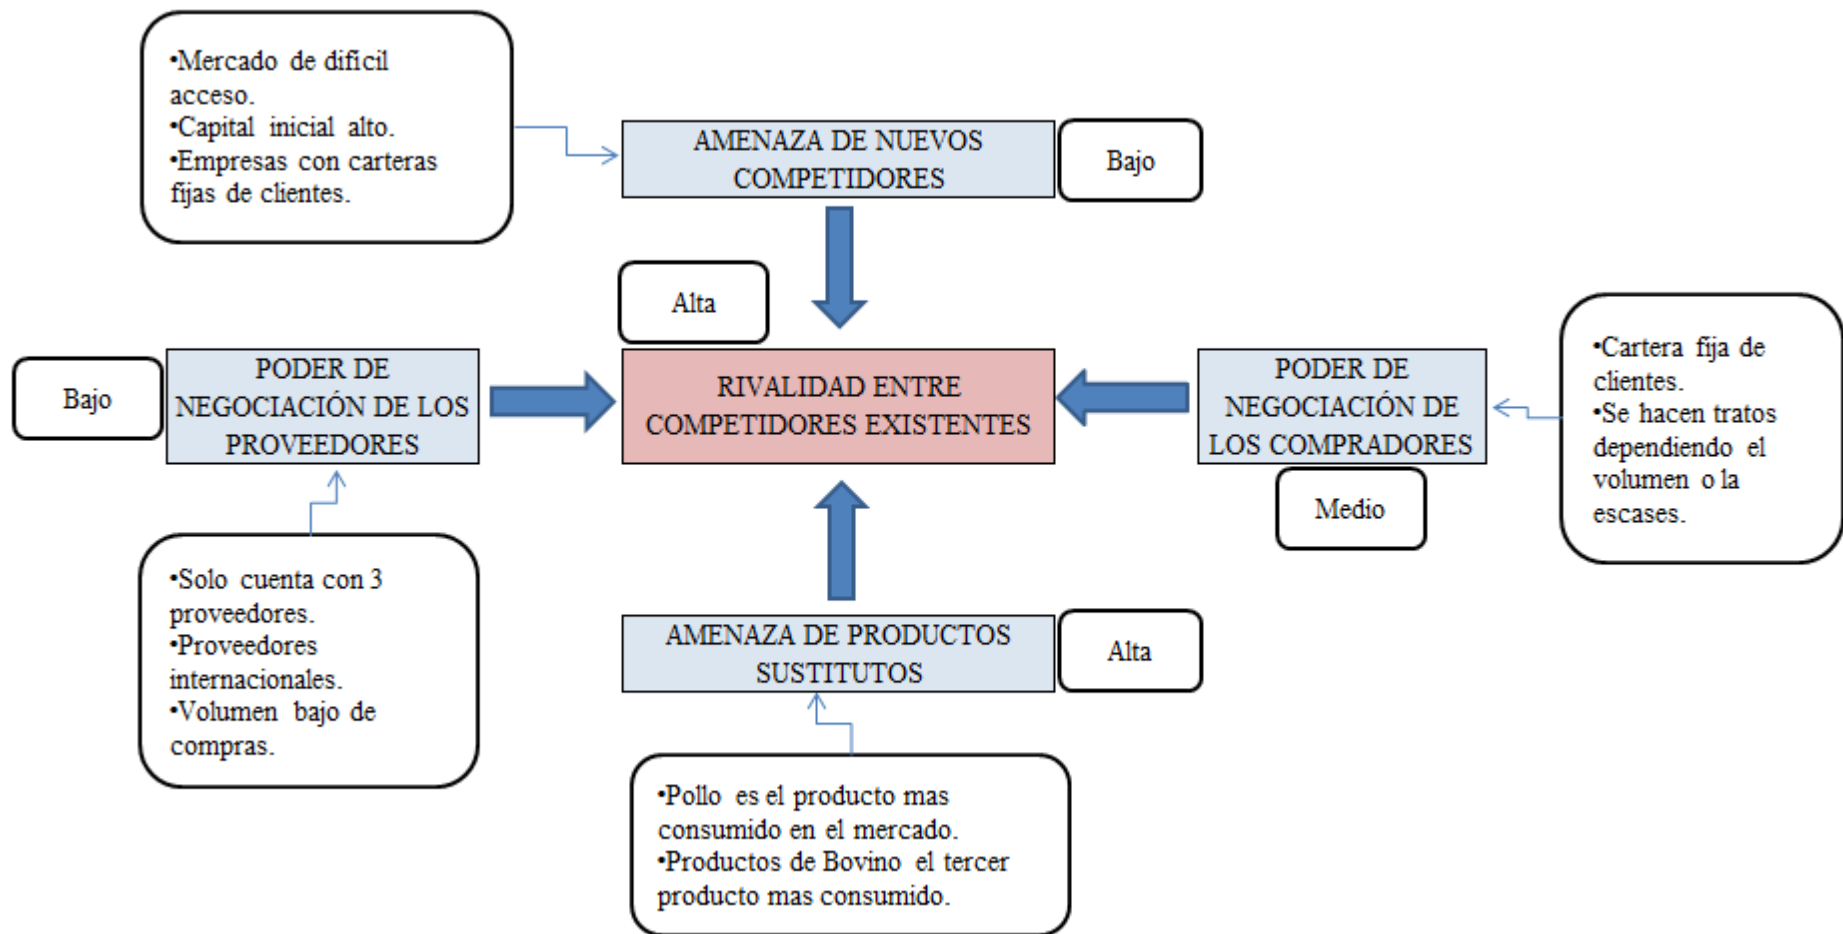 •Mercado de difícil
acceso.
•Capital inicial alto.
•Empresas con carteras
fijas de clientes.
AMENAZA DE NUEVOS
COMPETIDORES
Bajo
Alta
Bajo
PODER DE
NEGOCIACIÓN DE LOS
PROVEEDORES
RIVALIDAD ENTRE
COMPETIDORES EXISTENTES
PODER DE
NEGOCIACIÓN DE
LOS COMPRADORES
Medio
•Cartera fija de
clientes.
•Se hacen tratos
dependiendo el
volumen o la
escases.
•Solo cuenta con 3
proveedores.
•Proveedores
internacionales.
•Volumen bajo de
compras.
AMENAZA DE PRODUCTOS
SUSTITUTOS
Alta
•Pollo es el producto mas
consumido en el mercado.
•Productos de Bovino el tercer
producto mas consumido.